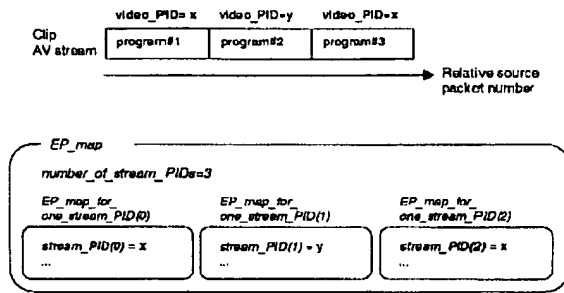 video_PID= x video_PID=y video_PID=x
Clip
AV stream
program#1 program#2 program#3
Relative source
packet number
EP_map
number_of_stream_PIDs=3
EP_map_for_
one_stream_PID(0)
EP_map_for_
one_stream_PID(1)
EP_map_for_
one_stream_PID(2)
stream_PID(0) = x
...
stream_PID(1) = y
...
stream_PID(2) = x
...